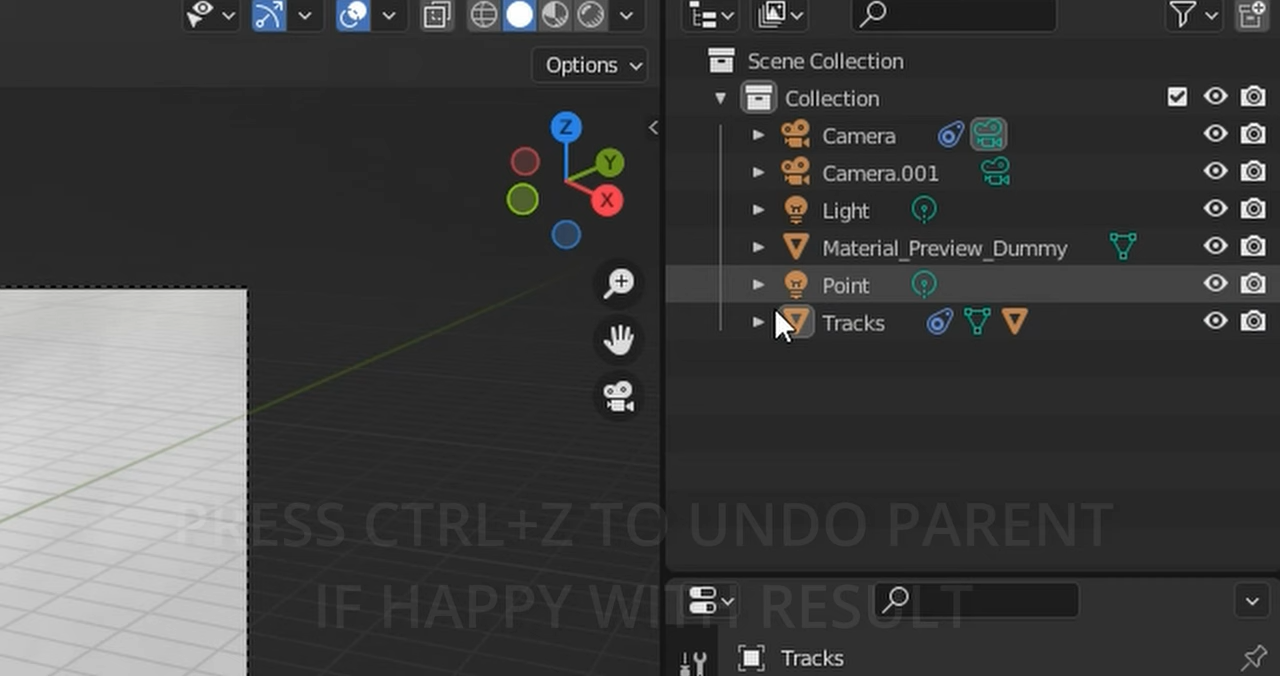 Options
Z
Y
X
Scene Collection
Collection
Camera
Camera.001
Light
Material_Preview_Dummy
Point
Tracks
PRESS CTRL+Z TO UNDO PARENT
IF HAPPY WITH RESULT
Tracks